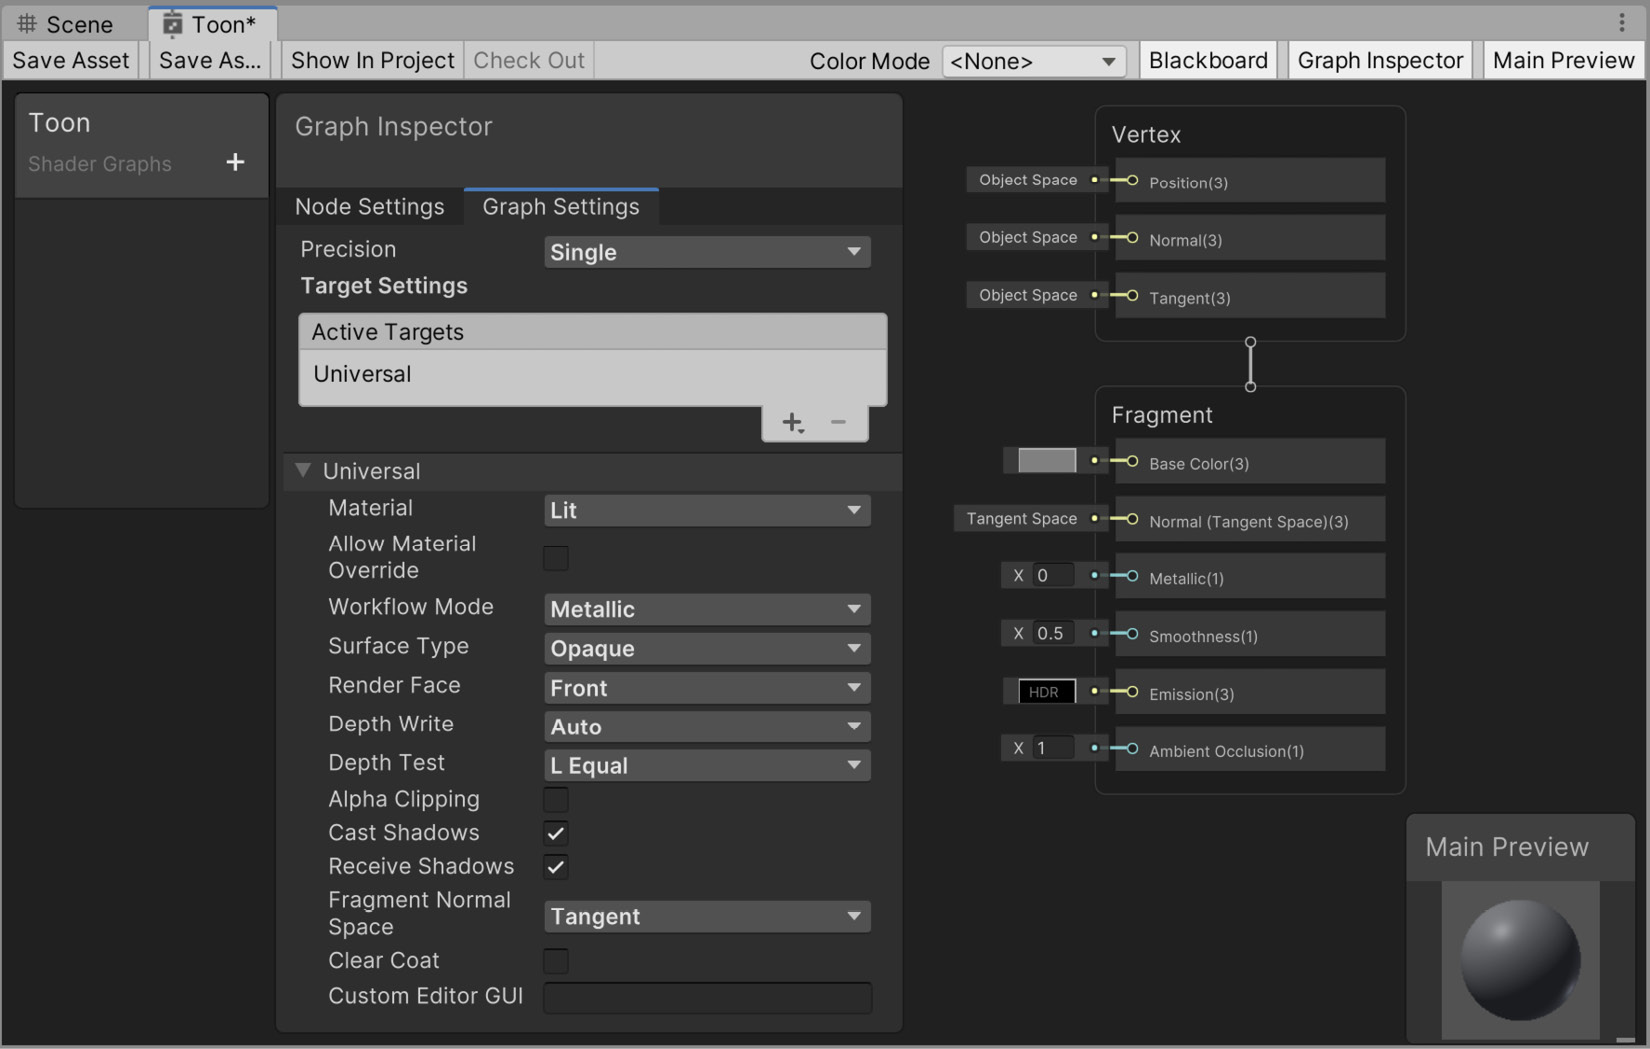 Scene
Toon*
Save Asset
Save As...
Show In Project
Check Out
Color Mode
<None>
Blackboard
Graph Inspector
Main Preview
Toon
Shader Graphs
+
Graph Inspector
Node Settings
Graph Settings
Precision
Single
Target Settings
Active Targets
Universal
Universal
Material
Lit
Allow Material
Override
Workflow Mode
Metallic
Surface Type
Opaque
Render Face
Front
Depth Write
Auto
Depth Test
L Equal
Alpha Clipping
Cast Shadows
Receive Shadows
Fragment Normal
Space
Tangent
Clear Coat
Custom Editor GUI
Vertex
Object Space
Position(3)
Object Space
Normal(3)
Object Space
Tangent(3)
Fragment
Base Color(3)
Tangent Space
Normal (Tangent Space)(3)
X 0
Metallic(1)
X 0.5
Smoothness(1)
HDR
Emission(3)
X 1
Ambient Occlusion(1)
Main Preview